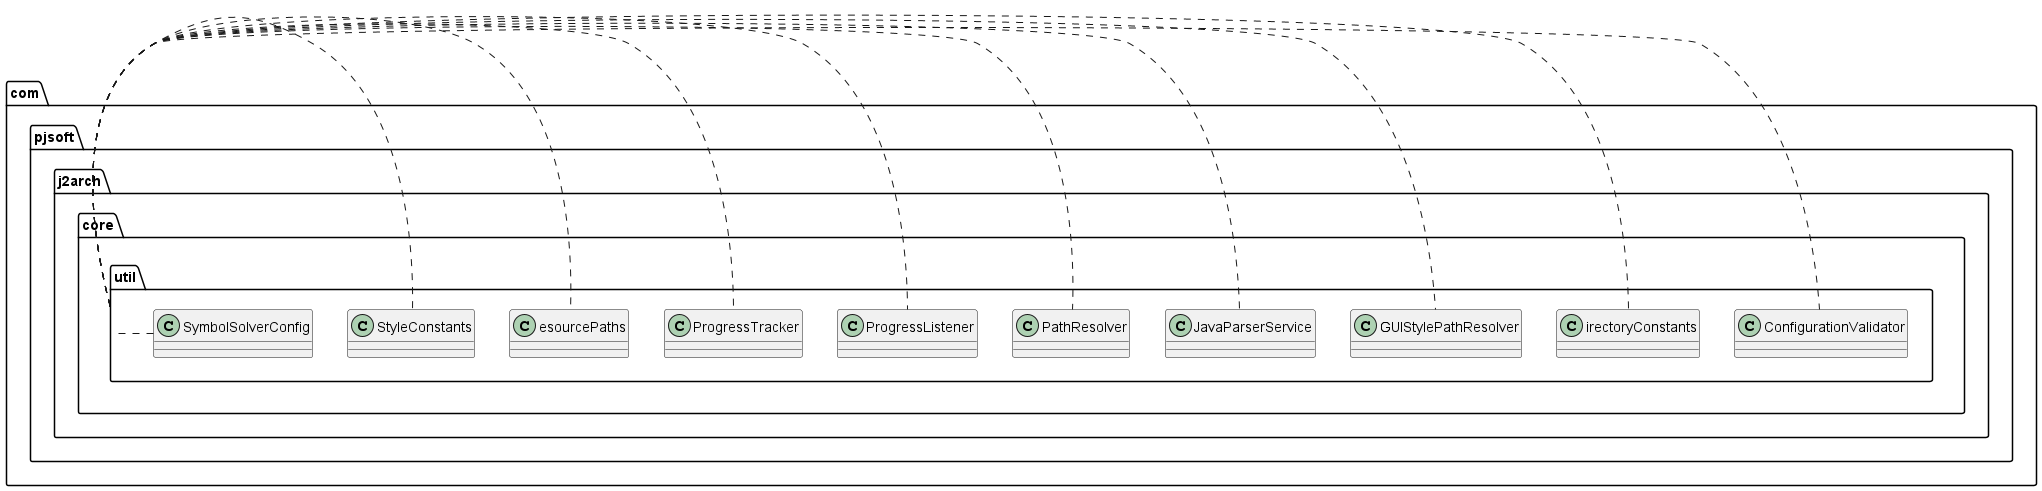 com
pjsoft
j2arch
core
util
C SymbolSolverConfig
C StyleConstants
C esourcePaths
C ProgressTracker
C ProgressListener
C PathResolver
C JavaParserService
C GUIStylePathResolver
C irectoryConstants
C ConfigurationValidator